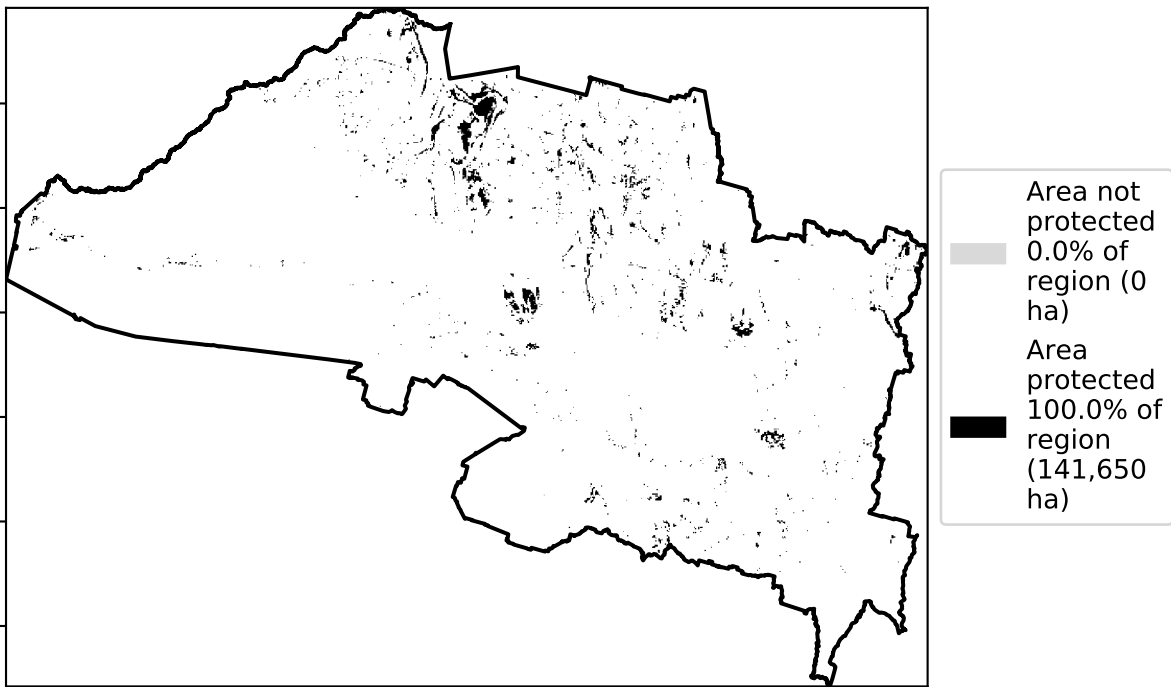 Area not
protected
0.0% of
region (0
ha)
Area
protected
100.0% of
region
(141,650
ha)